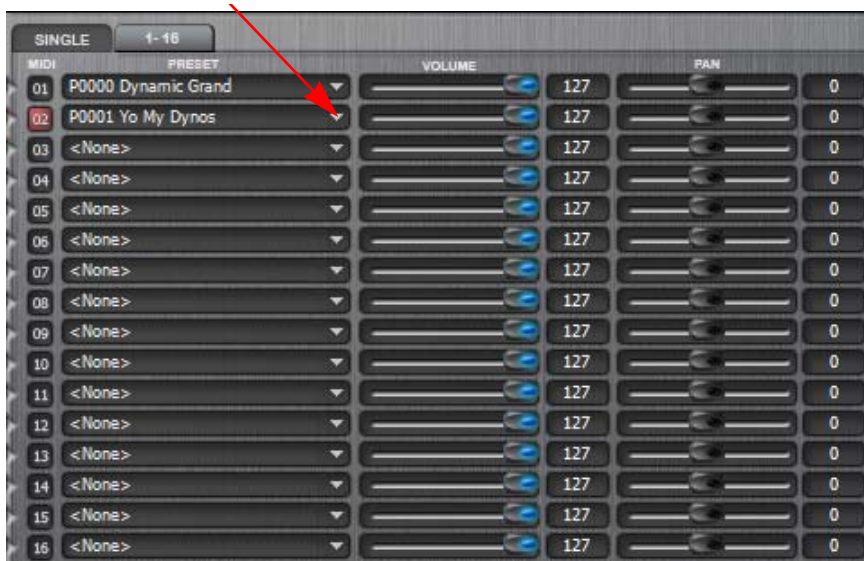 SINGLE 1-16
MIDI PRESET VOLUME PAN
01 P0000 Dynamic Grand 127 0
02 P0001 Yo My Dynos 127 0
03 <None> 127 0
04 <None> 127 0
05 <None> 127 0
06 <None> 127 0
07 <None> 127 0
08 <None> 127 0
09 <None> 127 0
10 <None> 127 0
11 <None> 127 0
12 <None> 127 0
13 <None> 127 0
14 <None> 127 0
15 <None> 127 0
16 <None> 127 0